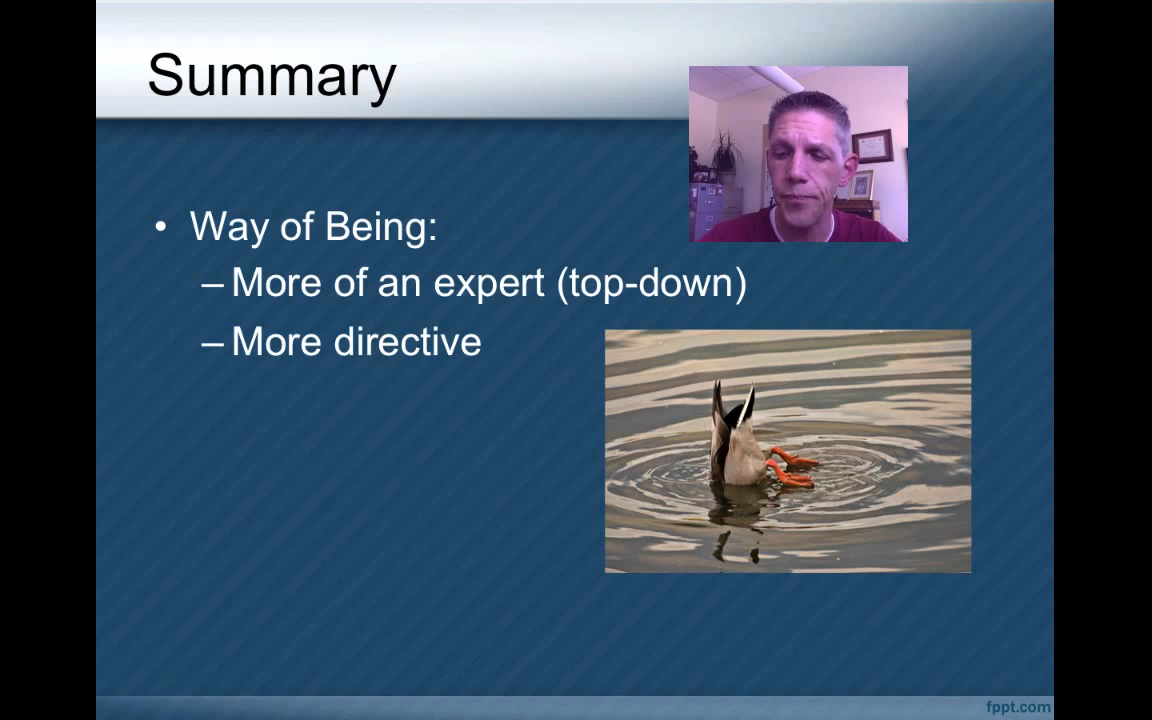 Summary
• Way of Being:
– More of an expert (top-down)
– More directive
fppt.com